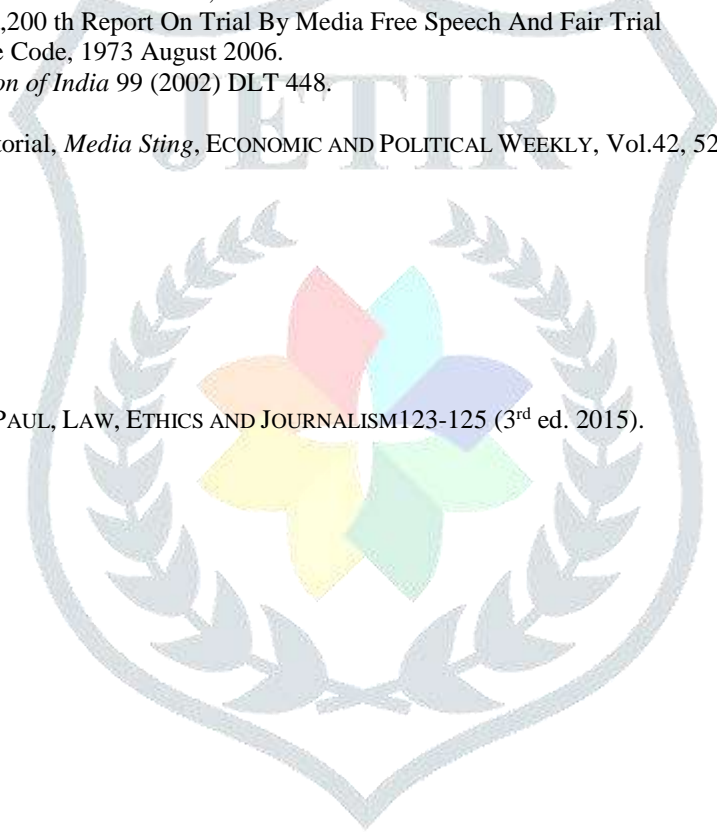 ,200 th Report On Trial By Media Free Speech And Fair Trial
e Code, 1973 August 2006.
on of India 99 (2002) DLT 448.
JETIR
torial, Media Sting, ECONOMIC AND POLITICAL WEEKLY, Vol.42, 52
PAUL, LAW, ETHICS AND JOURNALISM123-125 (3rd ed. 2015).